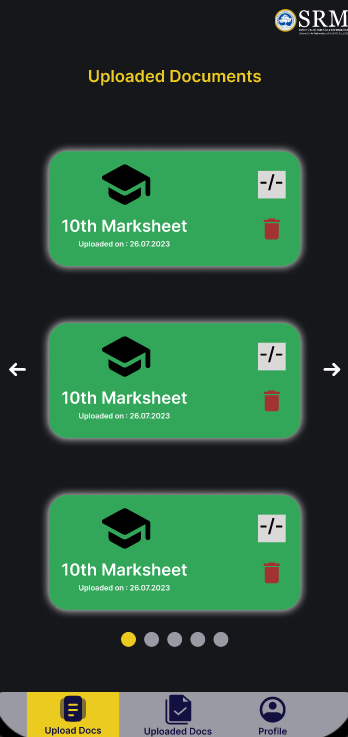 SRM
Uploaded Documents
-/-
10th Marksheet
Uploaded on : 26.07.2023
-/-
10th Marksheet
Uploaded on : 26.07.2023
-/-
10th Marksheet
Uploaded on : 26.07.2023
Upload Docs
Uploaded Docs
Profile